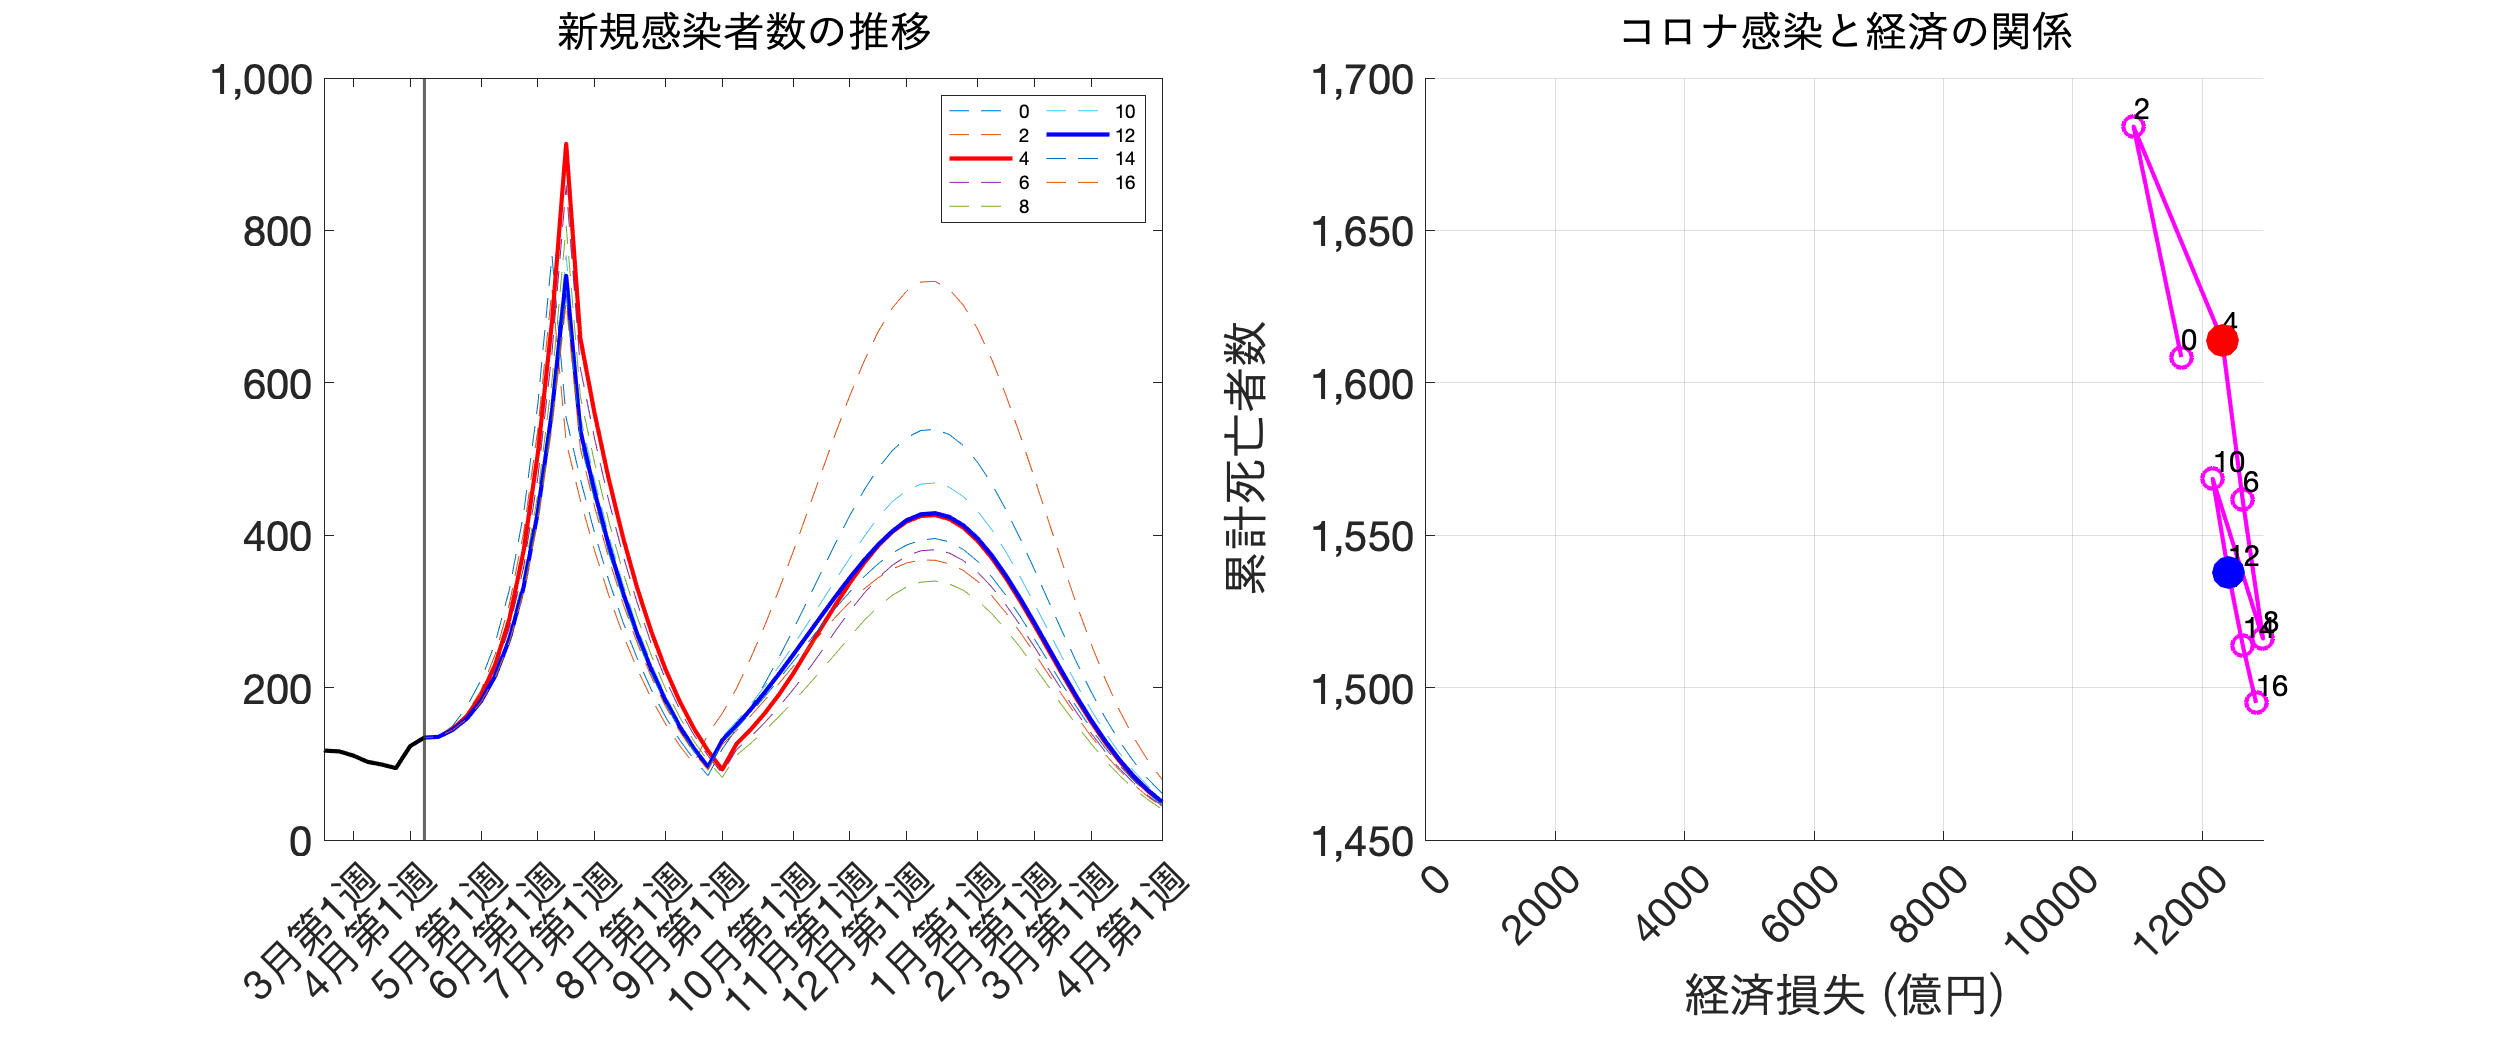 新規感染者数の推移
1,000
800
600
400
200
0
0
2
4
6
8
10
12
14
16
3月第1週
4月第1週
5月第1週
6月第1週
7月第1週
8月第1週
9月第1週
10月第1週
11月第1週
12月第1週
1月第1週
2月第1週
3月第1週
4月第1週
コロナ感染と経済の関係
累計死亡者数
1,700
1,650
1,600
1,550
1,500
1,450
2
4
0
10
6
12
8
14
16
0
2000
4000
6000
8000
10000
12000
経済損失 (億円)